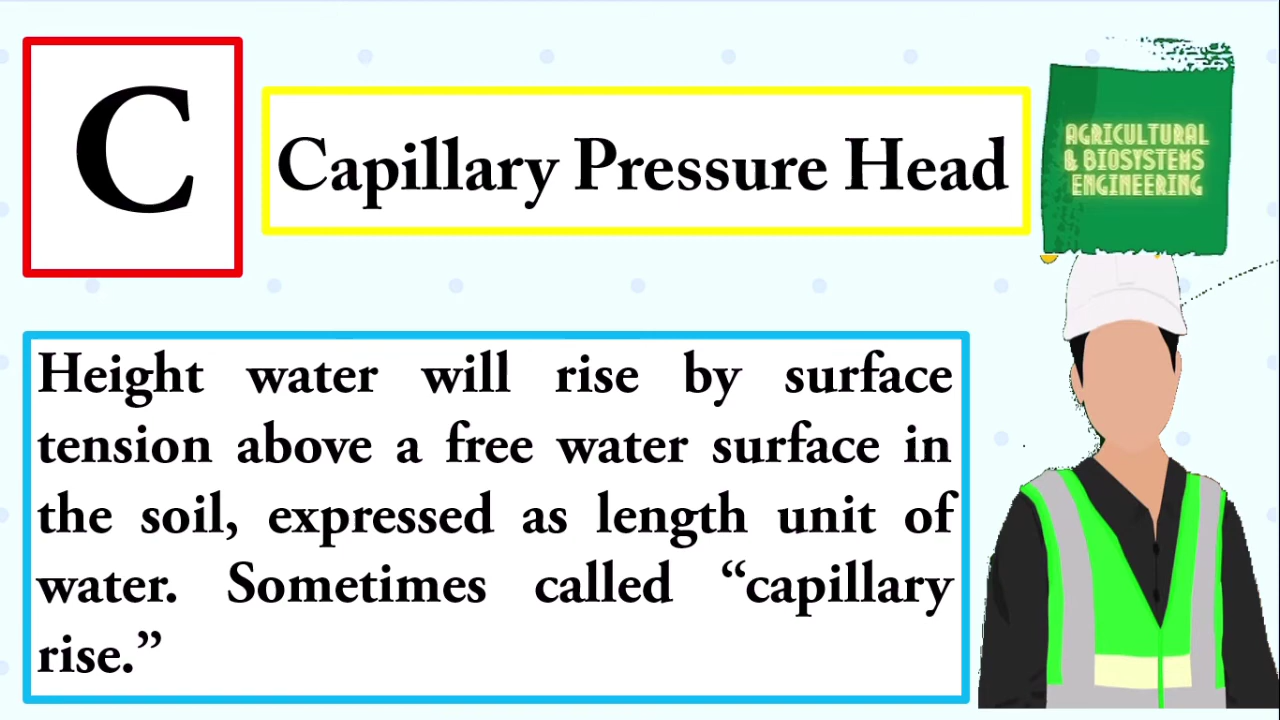 C
Capillary Pressure Head
AGRICULTURAL
& BIOSYSTEMS
ENGINEERING
Height water will rise by surface
tension above a free water surface in
the soil, expressed as length unit of
water. Sometimes called “capillary
rise.”